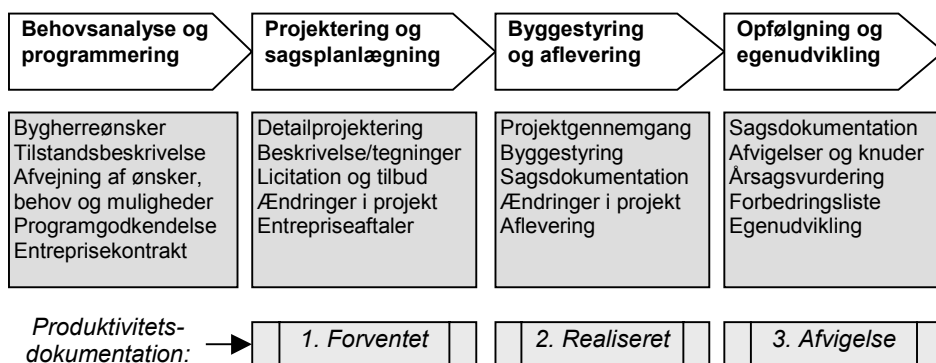 Behovsanalyse og
programmering
Projektering og
sagsplanlægning
Byggestyring
og aflevering
Opfølgning og
egenudvikling
Bygherreønsker
Tilstandsbeskrivelse
Afvejning af ønsker,
behov og muligheder
Programgodkendelse
Entreprisekontrakt
Detailprojektering
Beskrivelse/tegninger
Licitation og tilbud
Ændringer i projekt
Entrepriseaftaler
Projektgennemgang
Byggestyring
Sagsdokumentation
Ændringer i projekt
Aflevering
Sagsdokumentation
Afvigelser og knuder
Årsagsvurdering
Forbedringsliste
Egenudvikling
Produktivitets-
dokumentation:
1. Forventet
2. Realiseret
3. Afvigelse